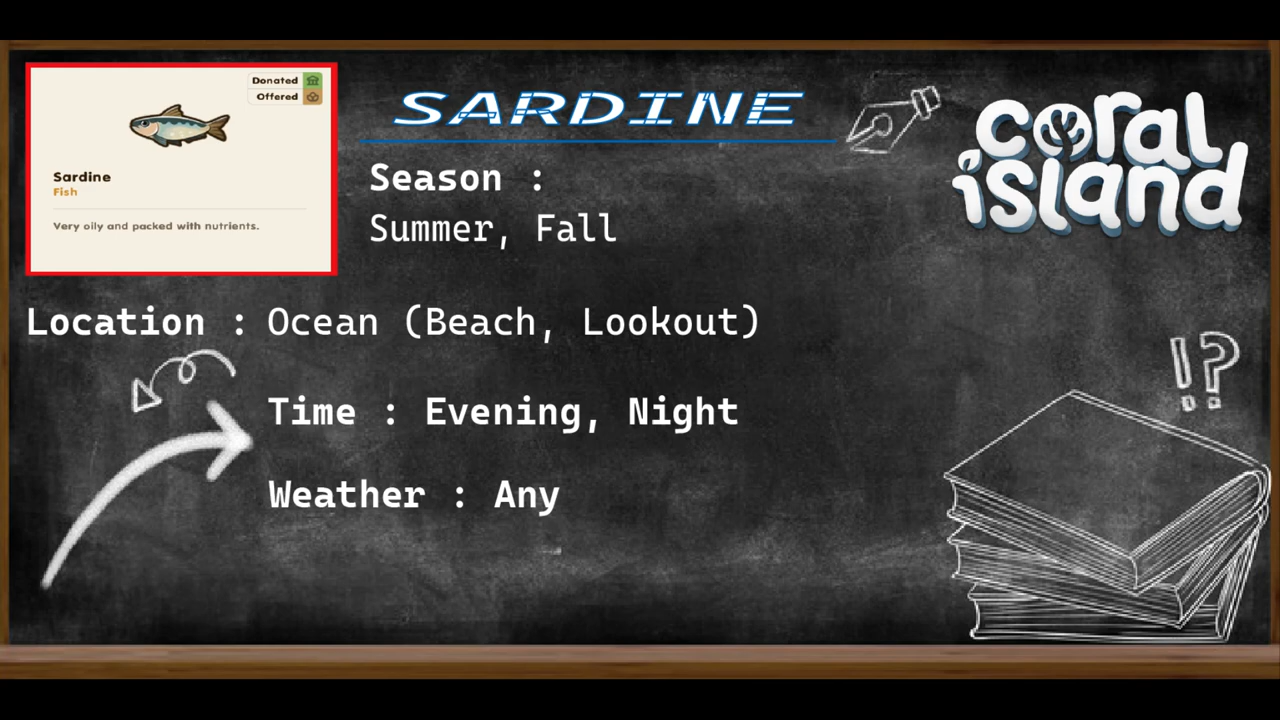 Donated
Offered
Sardine
Fish
Very oily and packed with nutrients.
SARDINE
Season :
Summer, Fall
coral
island
Location : Ocean (Beach, Lookout)
!?
Time : Evening, Night
Weather : Any